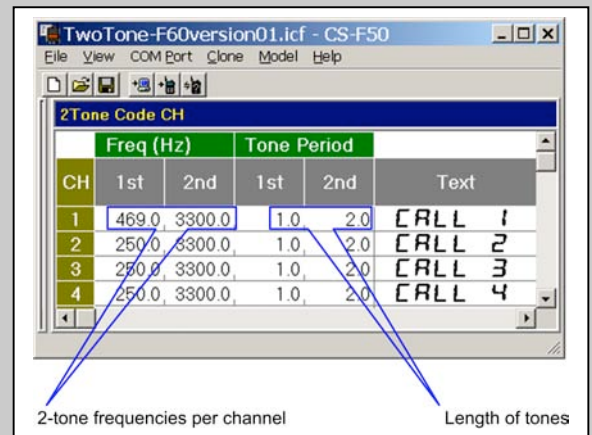 TwoTone-F60version01.icf - CS-F50
File View COM Port Clone Model Help
2Tone Code CH
Freq (Hz) Tone Period
CH 1st 2nd 1st 2nd Text
1 469.0 3300.0 1.0 2.0 CALL 1
2 250.0 3300.0 1.0 2.0 CALL 2
3 250.0 3300.0 1.0 2.0 CALL 3
4 250.0 3300.0 1.0 2.0 CALL 4
2-tone frequencies per channel Length of tones